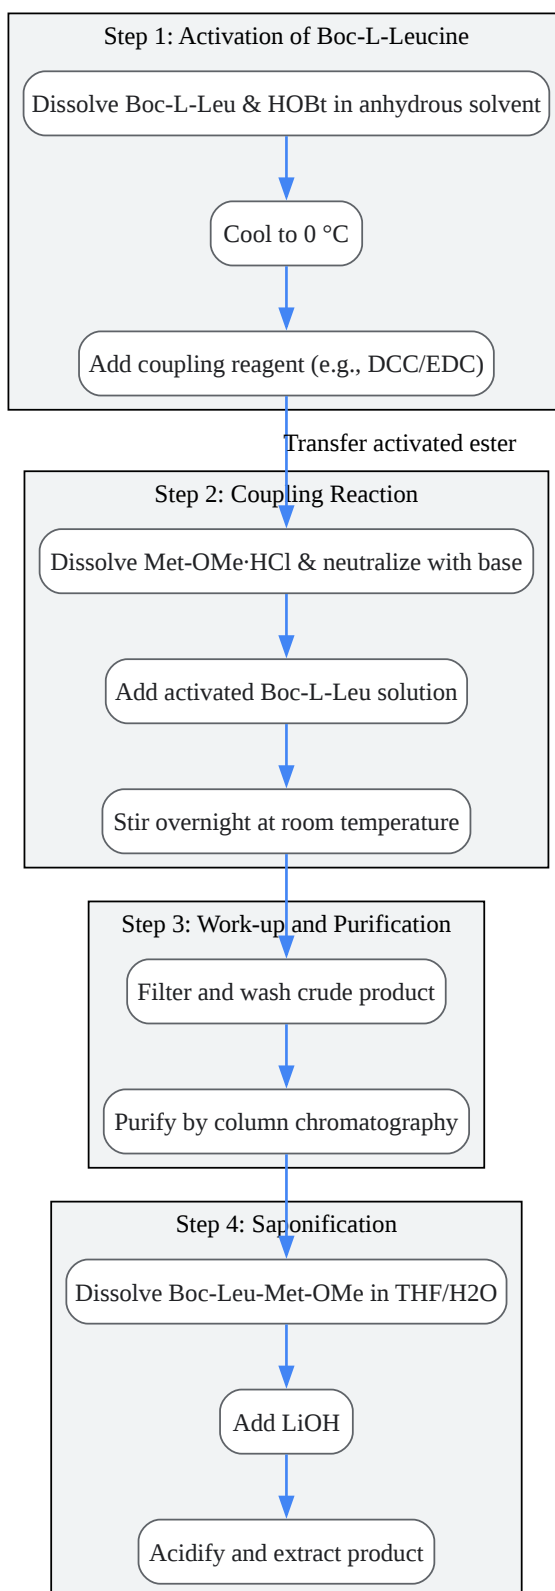 Step 1: Activation of Boc-L-Leucine
Dissolve Boc-L-Leu & HOBt in anhydrous solvent
Cool to 0 °C
Add coupling reagent (e.g., DCC/EDC)
Transfer activated ester
Step 2: Coupling Reaction
Dissolve Met-OMe·HCl & neutralize with base
Add activated Boc-L-Leu solution
Stir overnight at room temperature
Step 3: Work-up and Purification
Filter and wash crude product
Purify by column chromatography
Step 4: Saponification
Dissolve Boc-Leu-Met-OMe in THF/H2O
Add LiOH
Acidify and extract product